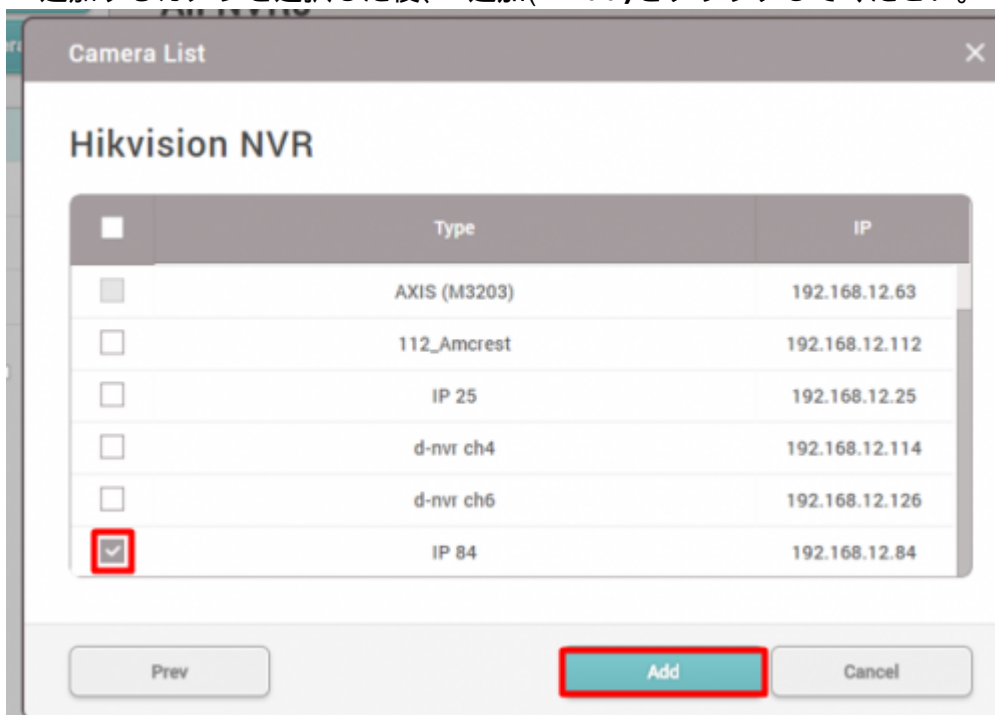 Camera List
Hikvision NVR
Type IP
AXIS (M3203) 192.168.12.63
112_Amcrest 192.168.12.112
IP 25 192.168.12.25
d-nvr ch4 192.168.12.114
d-nvr ch6 192.168.12.126
IP 84 192.168.12.84
Prev Add Cancel